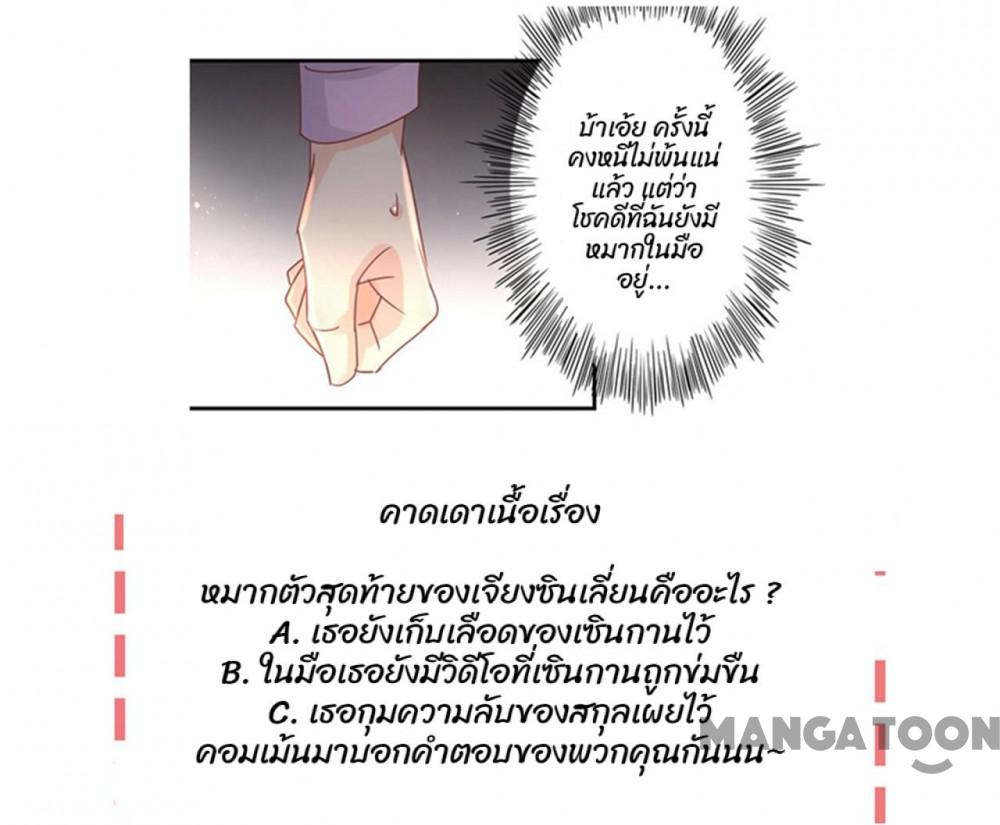 บ้าเอ้ย ครั้งนี้
คงหนีไม่พ้นแน่
แล้ว แต่ว่า
โชคดีที่ฉันยังมี
หมากในมือ
อยู่...
คาดเดาเนื้อเรื่อง
หมากตัวสุดท้ายของเจียงซินเลี่ยนคืออะไร ?
A. เธอยังเก็บเลือดของเซินกานไว้
B. ในมือเธอยังมีวิดีโอที่เซินกานถูกข่มขืน
C. เธอกุมความลับของสกุลเผยไว้
คอมเม้นมาบอกคำตอบของพวกคุณกันนน~
MANGATOON